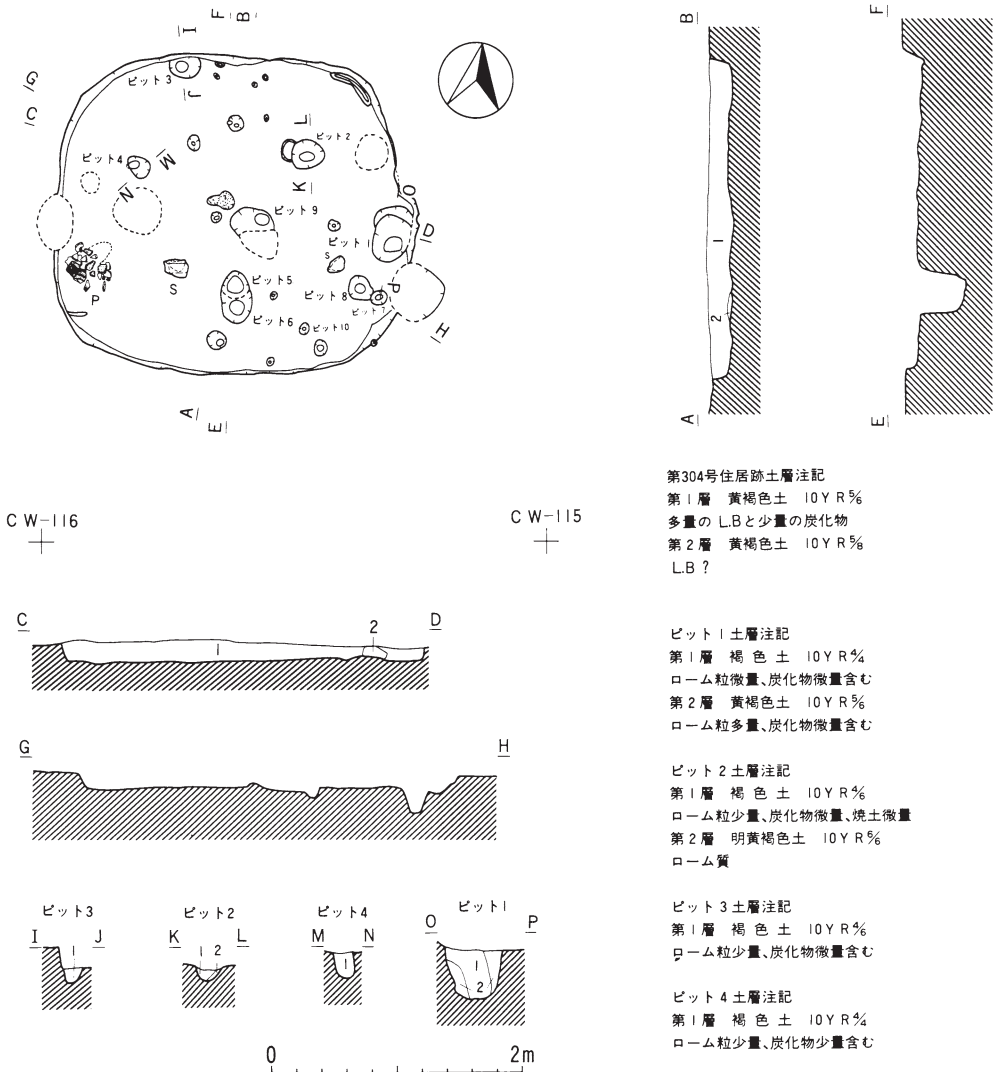 I
F
B
G
C
ピット3
J
L
ピット2
ピット4
M
N
K
O
ピット9
ピット1
D
S
P
S
ピット5
ピット8
P
ピット7
ピット6
ピット10
H
A
E
B
F
1
2
A
E
CW-116
CW-115
第304号住居跡土層注記
第1層 黄褐色土 10YR5/6
多量のL.Bと少量の炭化物
第2層 黄褐色土 10YR5/8
L.B?
C
D
1
2
G
H
ピット1土層注記
第1層 褐色土 10YR4/4
ローム粒微量、炭化物微量含む
第2層 黄褐色土 10YR5/6
ローム粒多量、炭化物微量含む
ピット2土層注記
第1層 褐色土 10YR4/6
ローム粒少量、炭化物微量、焼土微量
第2層 明黄褐色土 10YR6/6
ローム質
ピット3土層注記
第1層 褐色土 10YR4/6
ローム粒少量、炭化物微量含む
ピット4土層注記
第1層 褐色土 10YR4/4
ローム粒少量、炭化物少量含む
ピット3
I J
1
ピット2
K L
1 2
ピット4
M N
1
ピット1
O P
1
2
0 2m